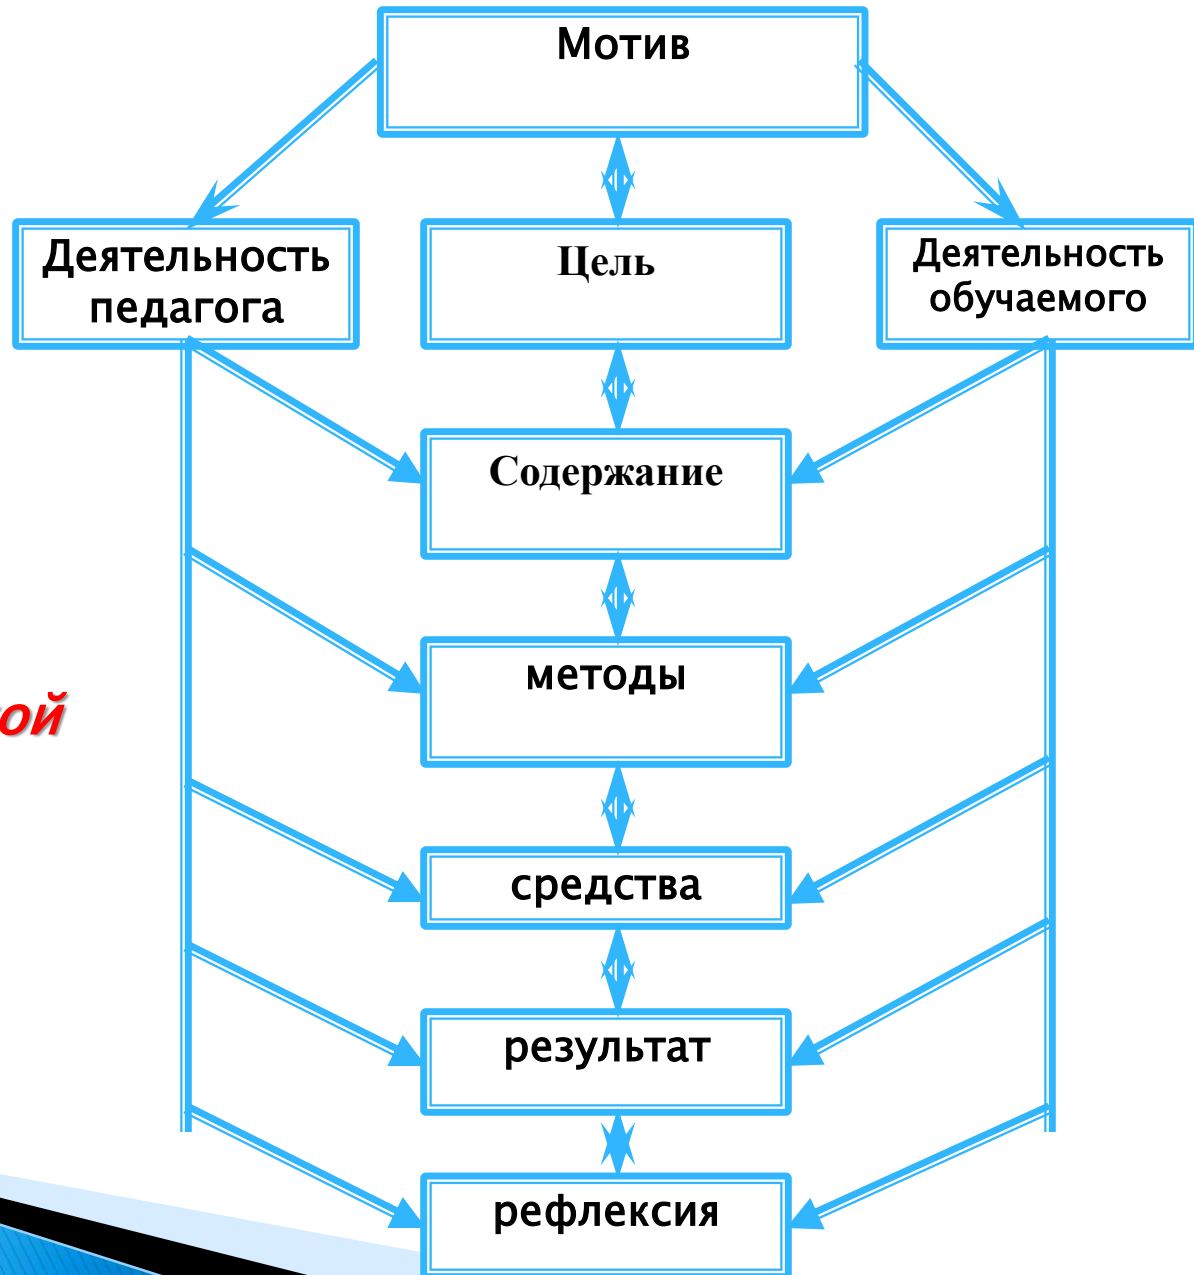 Мотив
Деятельность
педагога
Цель
Деятельность
обучаемого
Содержание
методы
средства
результат
рефлексия